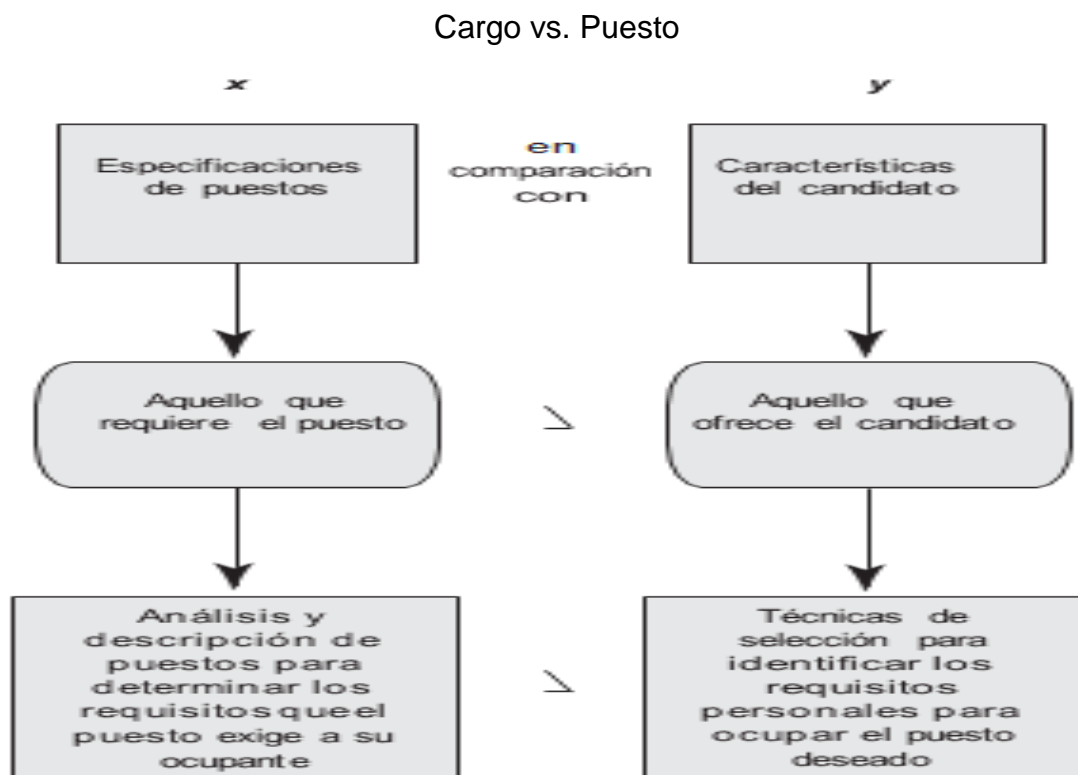 Cargo vs. Puesto
x
y
Especificaciones
de puestos
en
comparación
con
Características
del candidato
Aquello que
requiere el puesto
Aquello que
ofrece el candidato
Análisis y
descripción de
puestos para
determinar los
requisitos que el
puesto exige a su
ocupante
Técnicas de
selección para
identificar los
requisitos
personales para
ocupar el puesto
deseado